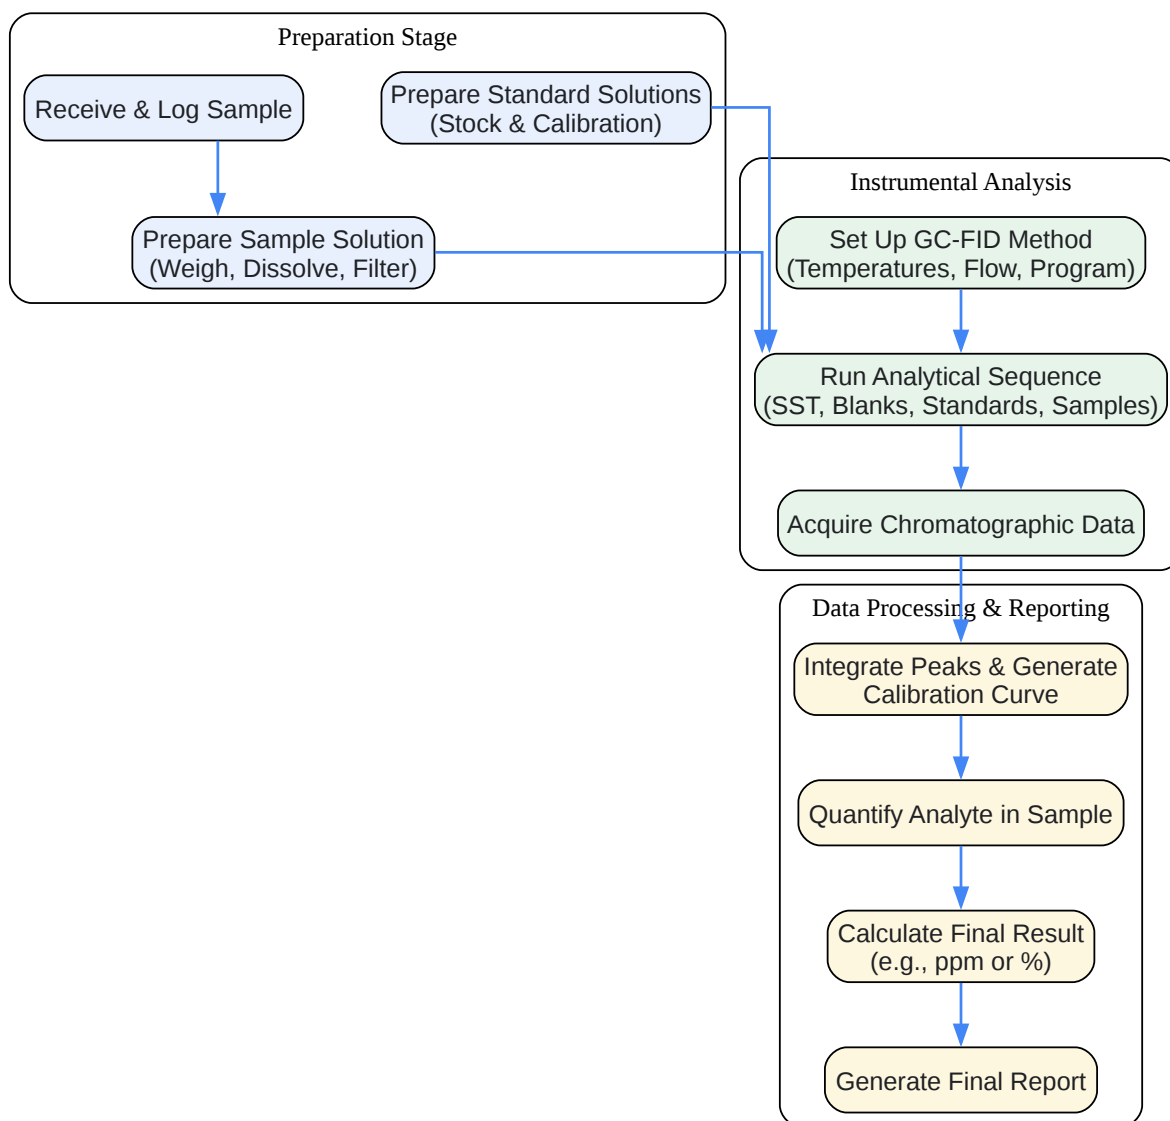 Preparation Stage
Receive & Log Sample
Prepare Standard Solutions
(Stock & Calibration)
Prepare Sample Solution
(Weigh, Dissolve, Filter)
Instrumental Analysis
Set Up GC-FID Method
(Temperatures, Flow, Program)
Run Analytical Sequence
(SST, Blanks, Standards, Samples)
Acquire Chromatographic Data
Data Processing & Reporting
Integrate Peaks & Generate
Calibration Curve
Quantify Analyte in Sample
Calculate Final Result
(e.g., ppm or %)
Generate Final Report